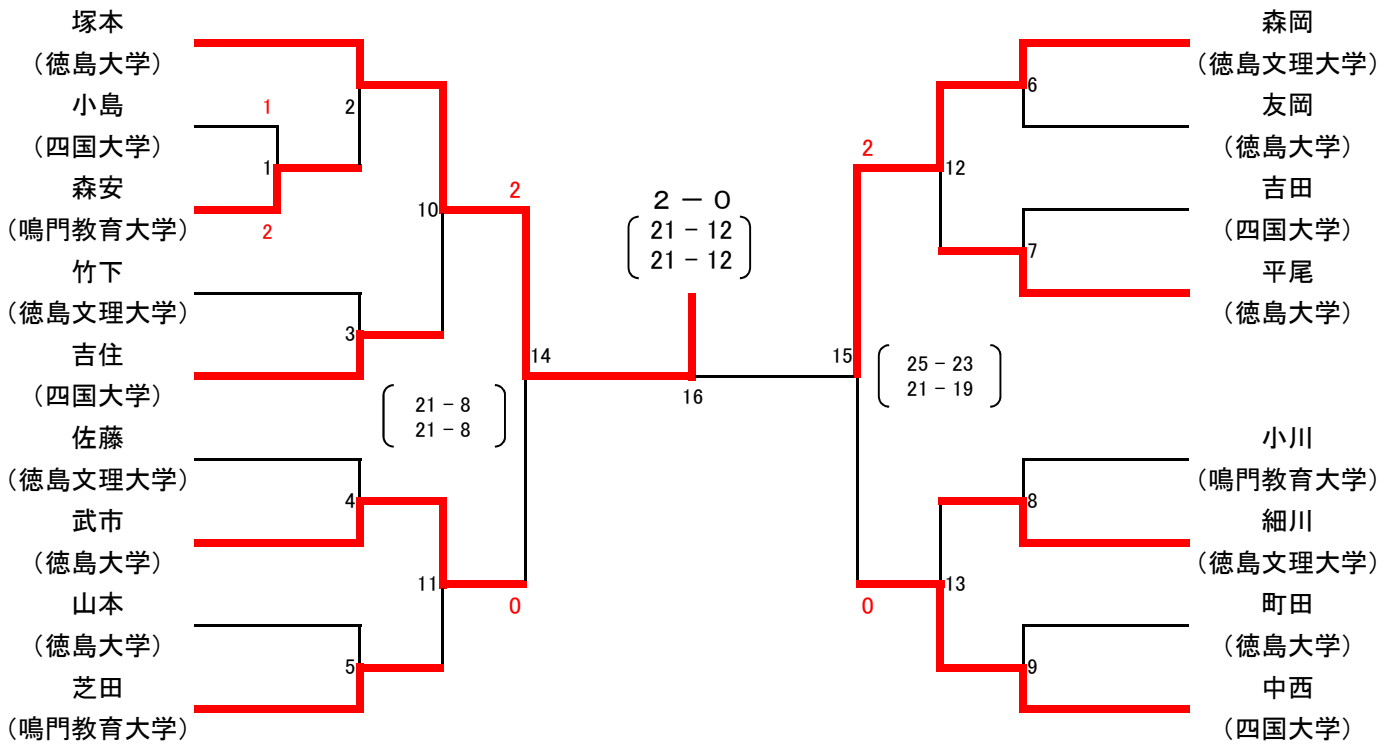 塚本
（徳島大学）
小島
（四国大学）
森安
（鳴門教育大学）
竹下
（徳島文理大学）
吉住
（四国大学）
佐藤
（徳島文理大学）
武市
（徳島大学）
山本
（徳島大学）
芝田
（鳴門教育大学）
1
2
1
2
3
4
5
10
11
2
0
14
21 − 8
21 − 8
2 − 0
21 − 12
21 − 12
16
15
25 − 23
21 − 19
2
0
12
13
6
7
8
9
森岡
（徳島文理大学）
友岡
（徳島大学）
吉田
（四国大学）
平尾
（徳島大学）
小川
（鳴門教育大学）
細川
（徳島文理大学）
町田
（徳島大学）
中西
（四国大学）